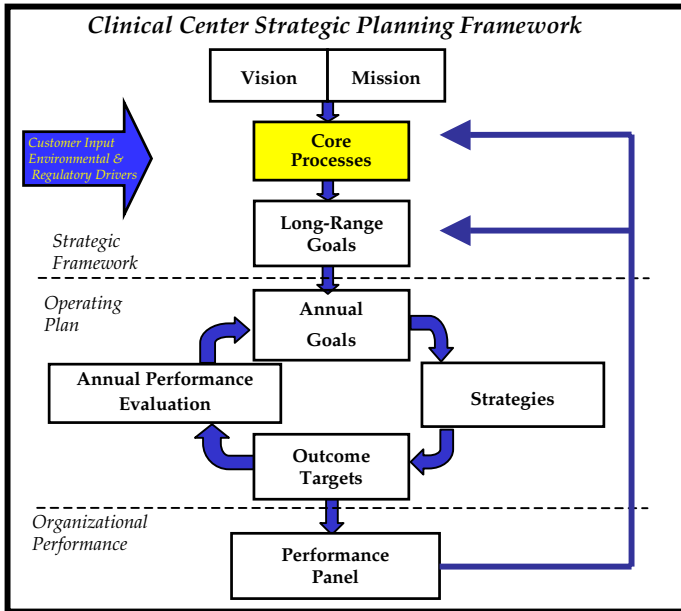 Clinical Center Strategic Planning Framework
Vision
Mission
Customer Input
Environmental &
Regulatory Drivers
Core
Processes
Long-Range
Goals
Strategic
Framework
Operating
Plan
Annual
Goals
Annual Performance
Evaluation
Strategies
Outcome
Targets
Organizational
Performance
Performance
Panel